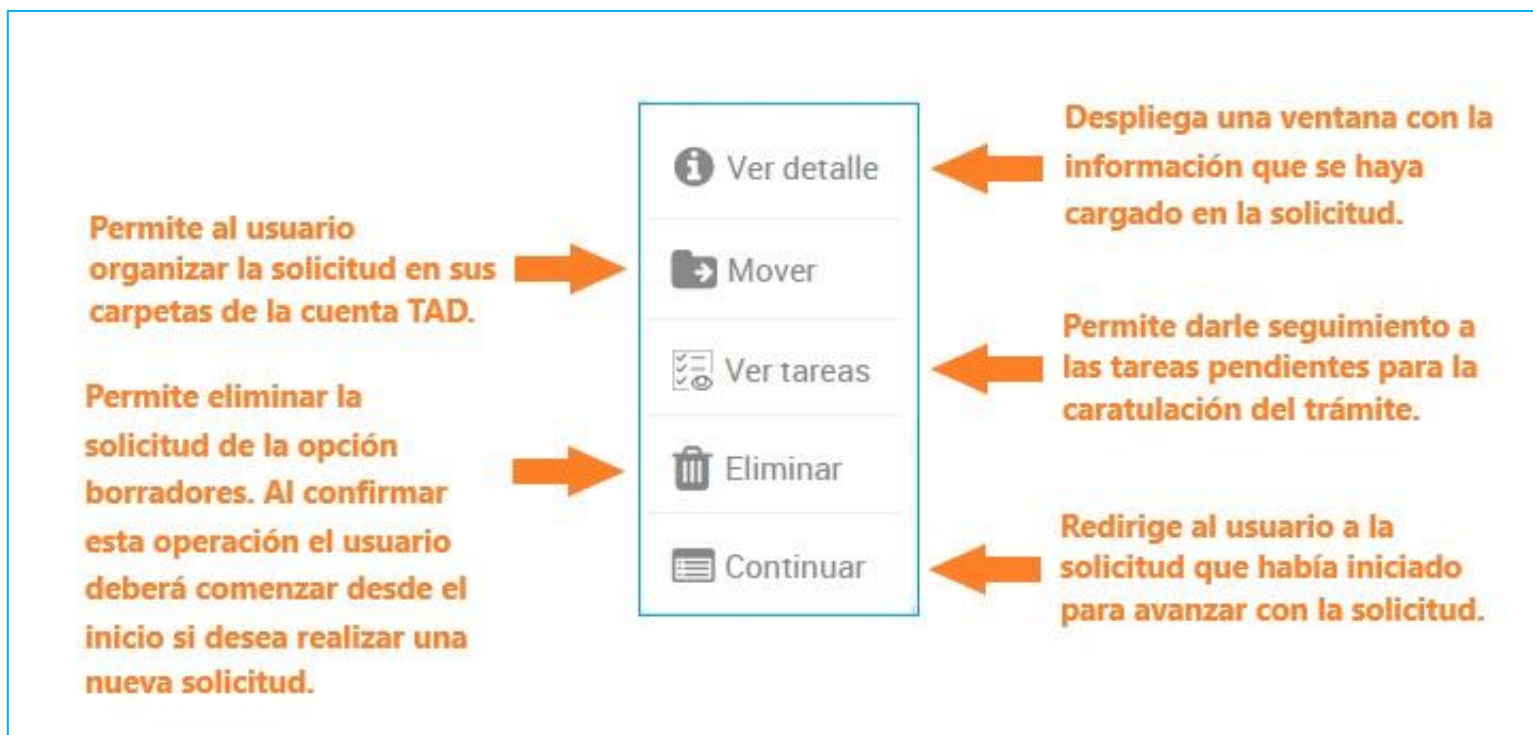 Ver detalle
Despliega una ventana con la
información que se haya
cargado en la solicitud.
Permite al usuario
organizar la solicitud en sus
carpetas de la cuenta TAD.
Mover
Ver tareas
Permite darle seguimiento a
las tareas pendientes para la
caratulación del trámite.
Permite eliminar la
solicitud de la opción
borradores. Al confirmar
esta operación el usuario
deberá comenzar desde el
inicio si desea realizar una
nueva solicitud.
Eliminar
Continuar
Redirige al usuario a la
solicitud que había iniciado
para avanzar con la solicitud.